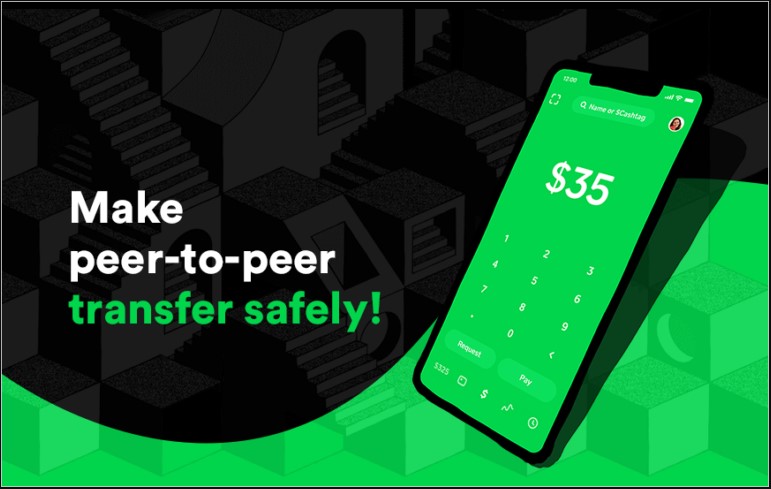 Make
peer-to-peer
transfer safely!
12:00
Name or $Cashtag
$35
1 2 3
4 5 6
7 8 9
. 0 <
Request Pay
$325 $